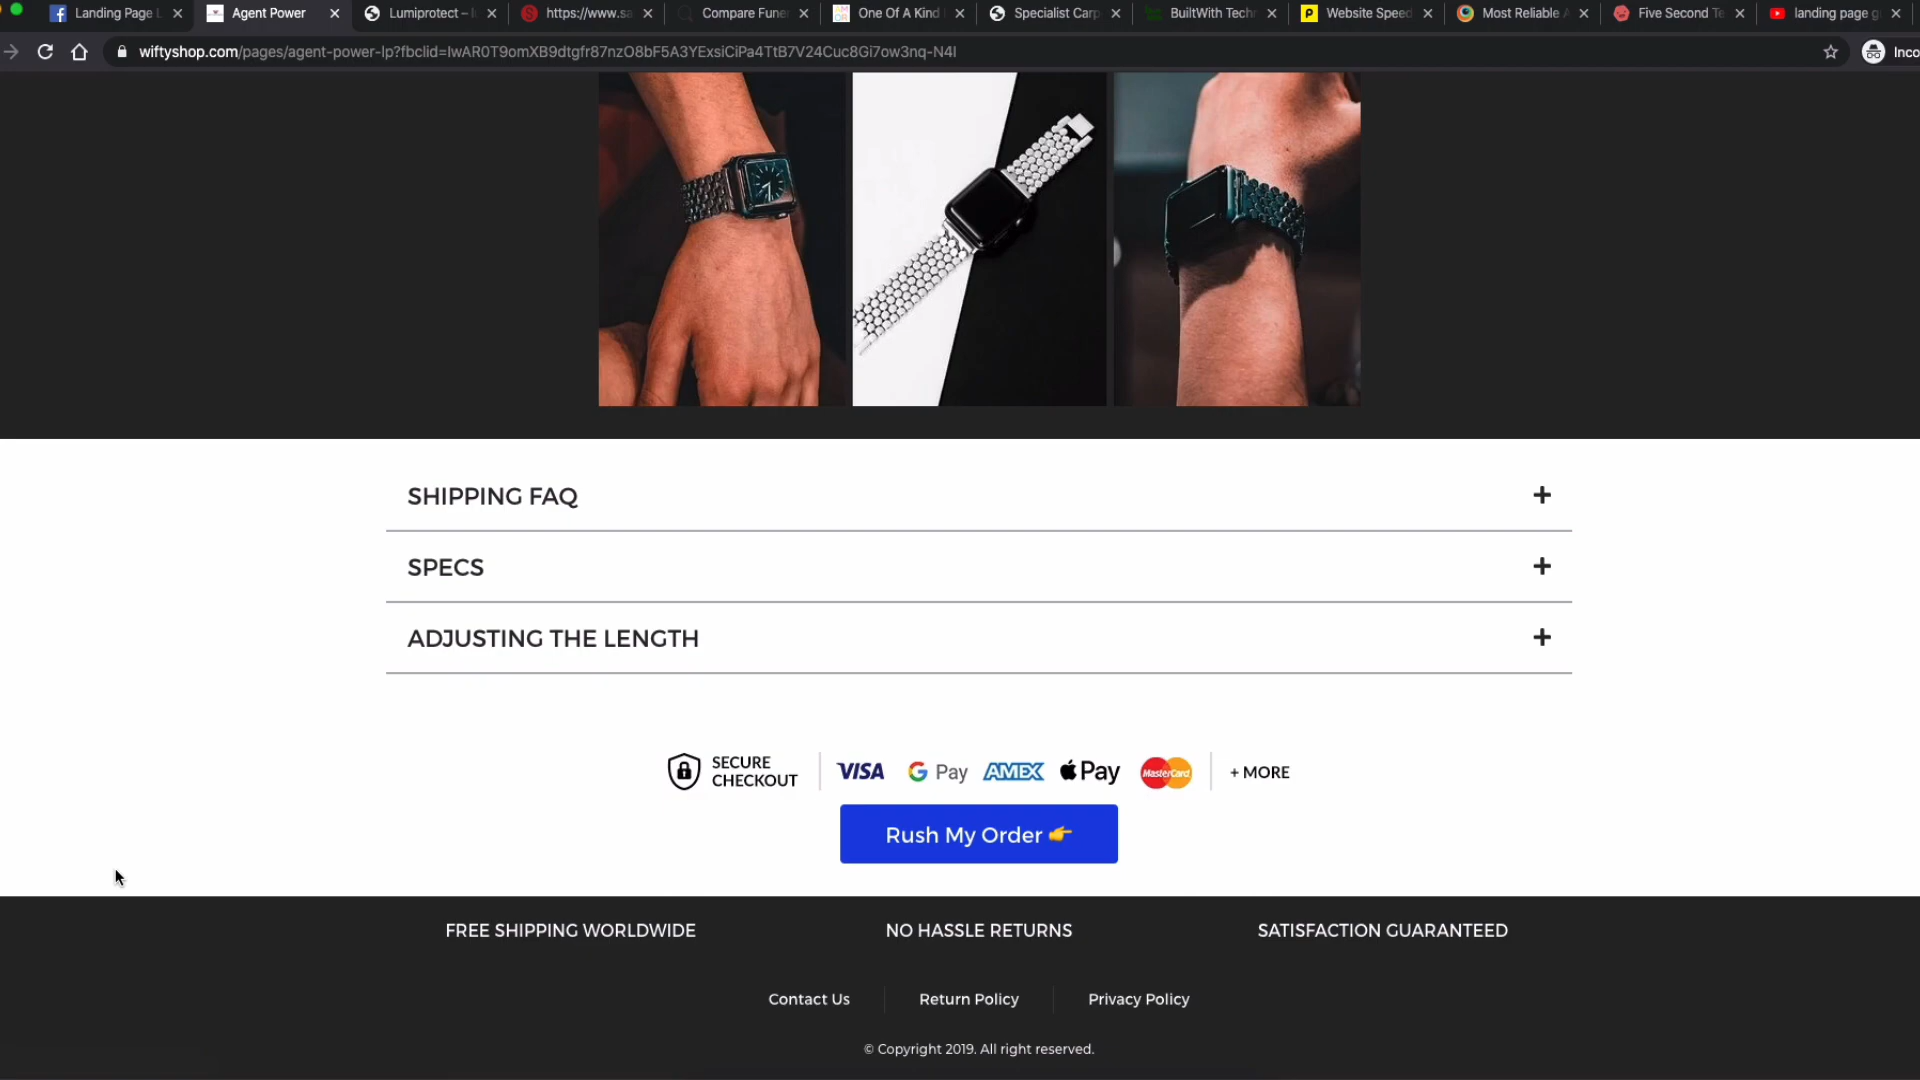 Landing Page
Agent Power
Lumiprotect –
https://www.sa
Compare Fune
One Of A Kind
Specialist Carp
BuiltWith Tech
Website Speed
Most Reliable
Five Second Te
landing page g
wiftyshop.com/pages/agent-power-lp?fbclid=IwAR0T9omXB9dtgfr87nzO8bF5A3YExsiCiPa4TtB7V24Cuc8Gi7ow3nq-N4I
Inco
SHIPPING FAQ
SPECS
ADJUSTING THE LENGTH
SECURE
CHECKOUT
VISA
G Pay
AMEX
Pay
MasterCard
+ MORE
Rush My Order 👉
FREE SHIPPING WORLDWIDE
NO HASSLE RETURNS
SATISFACTION GUARANTEED
Contact Us
Return Policy
Privacy Policy
© Copyright 2019. All right reserved.